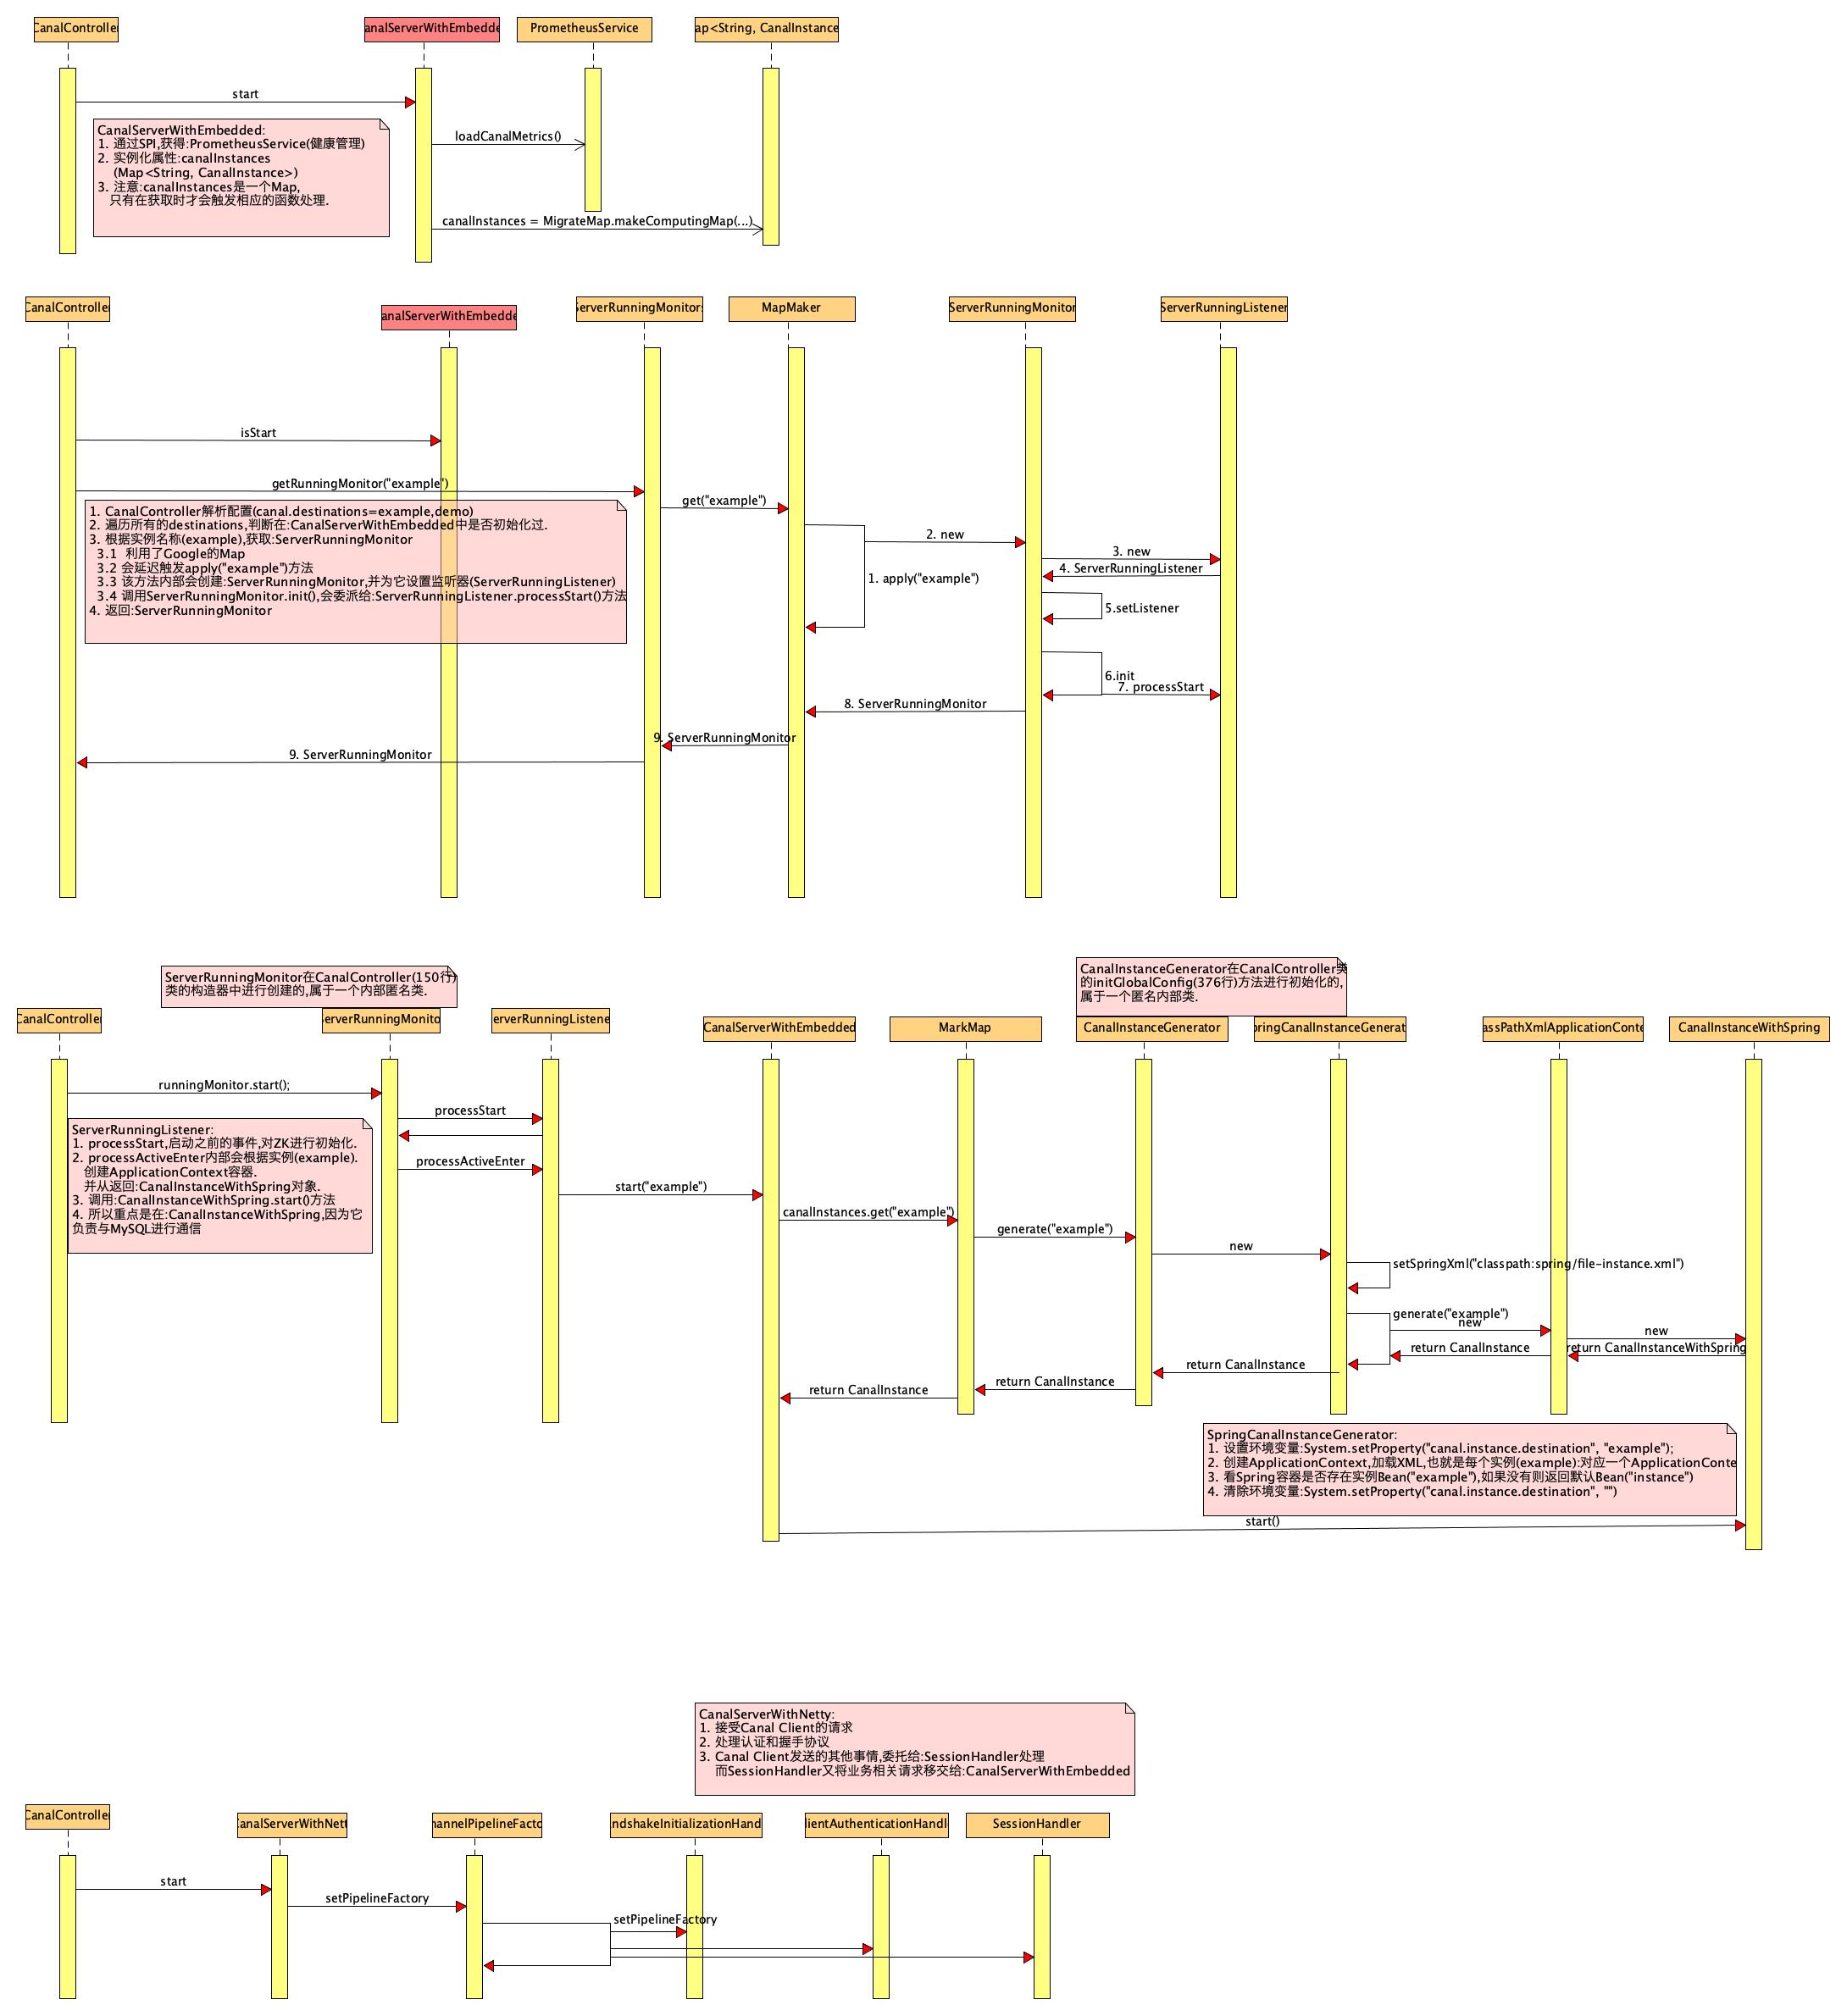 CanalController
analServerWithEmbedde
PrometheusService
ap<String, CanalInstance
start
CanalServerWithEmbedded:
1. 通过SPI,获得:PrometheusService(健康管理)
2. 实例化属性:canalInstances
(Map<String, CanalInstance>)
3. 注意:canalInstances是一个Map,
只有在获取时才会触发相应的函数处理.
loadCanalMetrics()
canalInstances = MigrateMap.makeComputingMap(...)
CanalController
analServerWithEmbedde
ServerRunningMonitors
MapMaker
ServerRunningMonitor
ServerRunningListener
isStart
getRunningMonitor("example")
get("example")
1. CanalController解析配置(canal.destinations=example,demo)
2. 遍历所有的destinations,判断在:CanalServerWithEmbedded中是否初始化过.
3. 根据实例名称(example),获取:ServerRunningMonitor
3.1 利用了Google的Map
3.2 会延迟触发apply("example")方法
3.3 该方法内部会创建:ServerRunningMonitor,并为它设置监听器(ServerRunningListener)
3.4 调用ServerRunningMonitor.init(),会委派给:ServerRunningListener.processStart()方法
4. 返回:ServerRunningMonitor
2. new
3. new
4. ServerRunningListener
1. apply("example")
5.setListener
6.init
7. processStart
8. ServerRunningMonitor
9. ServerRunningMonitor
9. ServerRunningMonitor
ServerRunningMonitor在CanalController(150行)
类的构造器中进行创建的,属于一个内部匿名类.
CanalInstanceGenerator在CanalController类
的initGlobalConfig(376行)方法进行初始化的,
属于一个匿名内部类.
CanalController
ServerRunningMonito
erverRunningListene
CanalServerWithEmbedded
MarkMap
CanalInstanceGenerator
pringCanalInstanceGenerat
assPathXmlApplicationConte
CanalInstanceWithSpring
runningMonitor.start();
processStart
ServerRunningListener:
1. processStart,启动之前的事件,对ZK进行初始化.
2. processActiveEnter内部会根据实例(example).
创建ApplicationContext容器.
并从返回:CanalInstanceWithSpring对象.
3. 调用:CanalInstanceWithSpring.start()方法
4. 所以重点是在:CanalInstanceWithSpring,因为它
负责与MySQL进行通信
processActiveEnter
start("example")
canalInstances.get("example")
generate("example")
new
setSpringXml("classpath:spring/file-instance.xml")
generate("example")
new
new
return CanalInstance
return CanalInstanceWithSpring
return CanalInstance
return CanalInstance
return CanalInstance
SpringCanalInstanceGenerator:
1. 设置环境变量:System.setProperty("canal.instance.destination", "example");
2. 创建ApplicationContext,加载XML,也就是每个实例(example):对应一个ApplicationConte
3. 看Spring容器是否存在实例Bean("example"),如果没有则返回默认Bean("instance")
4. 清除环境变量:System.setProperty("canal.instance.destination", "")
start()
CanalServerWithNetty:
1. 接受Canal Client的请求
2. 处理认证和握手协议
3. Canal Client发送的其他事情,委托给:SessionHandler处理
而SessionHandler又将业务相关请求移交给:CanalServerWithEmbedded
CanalController
CanalServerWithNett
hannelPipelineFacto
ndshakeInitializationHand
lientAuthenticationHandl
SessionHandler
start
setPipelineFactory
setPipelineFactory